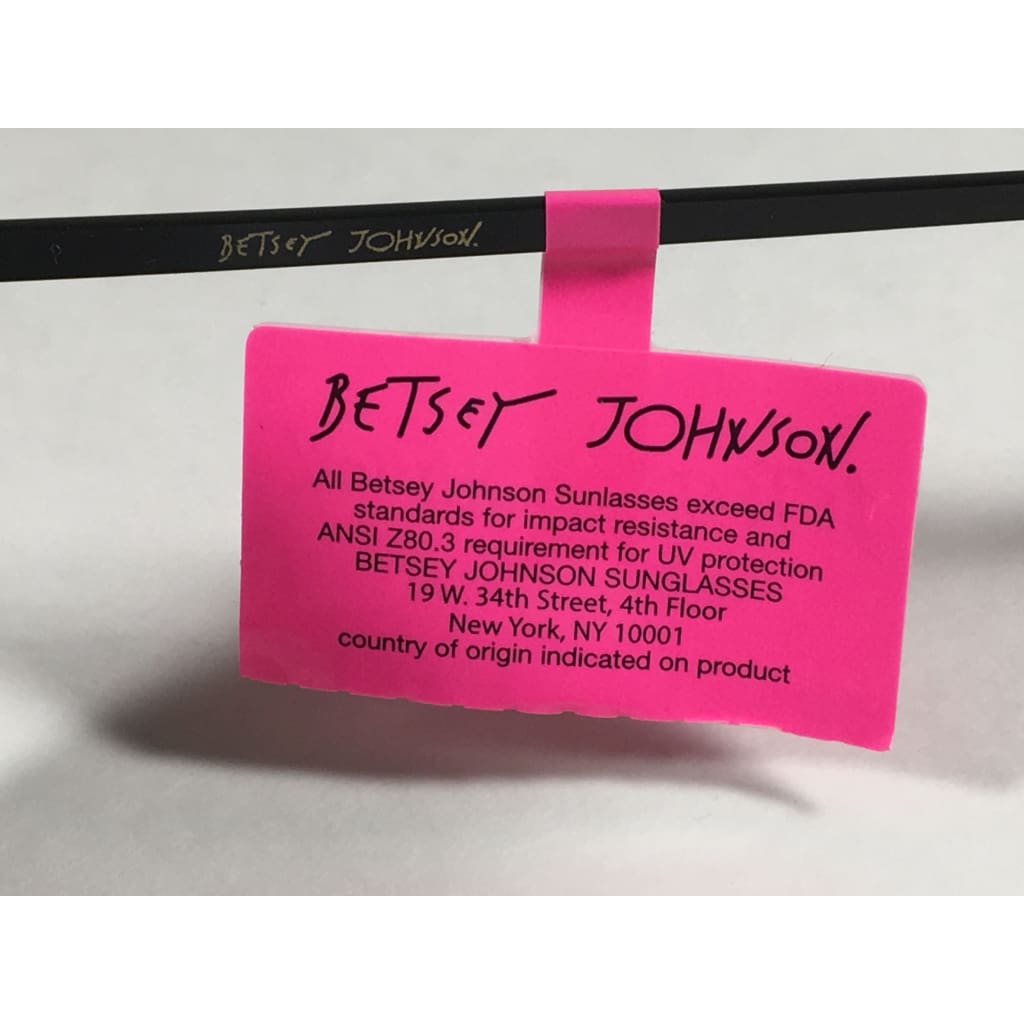 BETSEY JOHNSON.
BETSEY JOHNSON.
All Betsey Johnson Sunlasses exceed FDA
standards for impact resistance and
ANSI Z80.3 requirement for UV protection
BETSEY JOHNSON SUNGLASSES
19 W. 34th Street, 4th Floor
New York, NY 10001
country of origin indicated on product